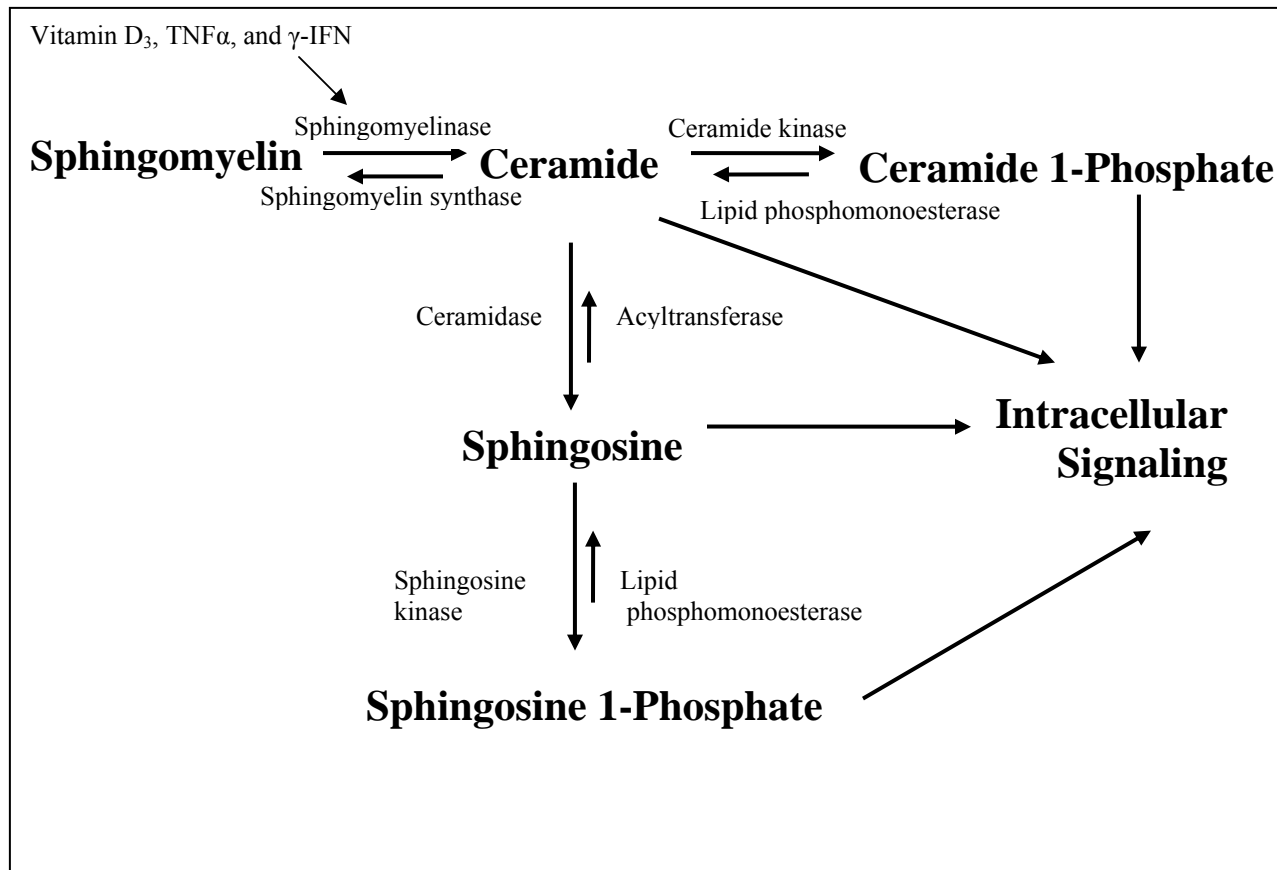 Vitamin D₃, TNFα, and γ-IFN
Sphingomyelinase
Ceramide kinase
Sphingomyelin
Ceramide
Ceramide 1-Phosphate
Sphingomyelin synthase
Lipid phosphomonoesterase
Ceramidase
Acyltransferase
Intracellular
Signaling
Sphingosine
Sphingosine
kinase
Lipid
phosphomonoesterase
Sphingosine 1-Phosphate